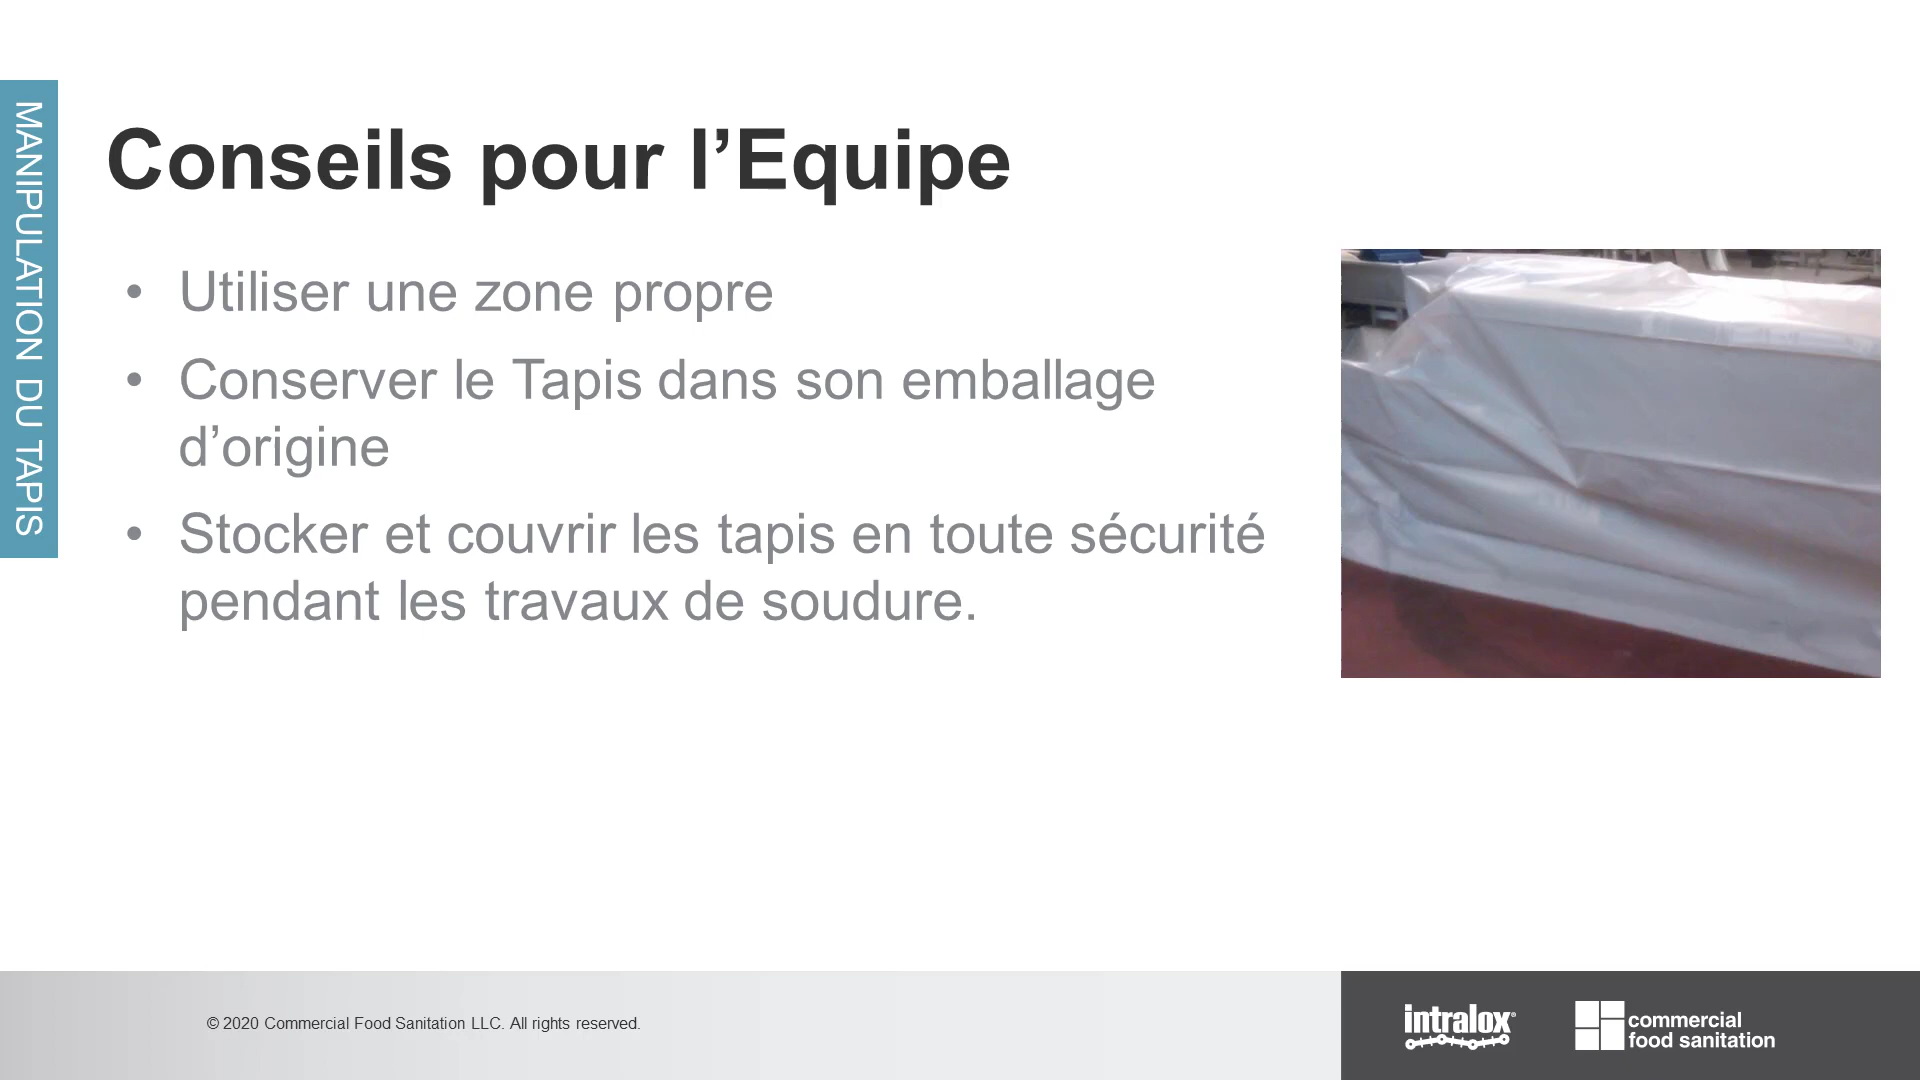 MANIPULATION DU TAPIS
Conseils pour l’Equipe
• Utiliser une zone propre
• Conserver le Tapis dans son emballage
d’origine
• Stocker et couvrir les tapis en toute sécurité
pendant les travaux de soudure.
© 2020 Commercial Food Sanitation LLC. All rights reserved.
intralox®
commercial
food sanitation